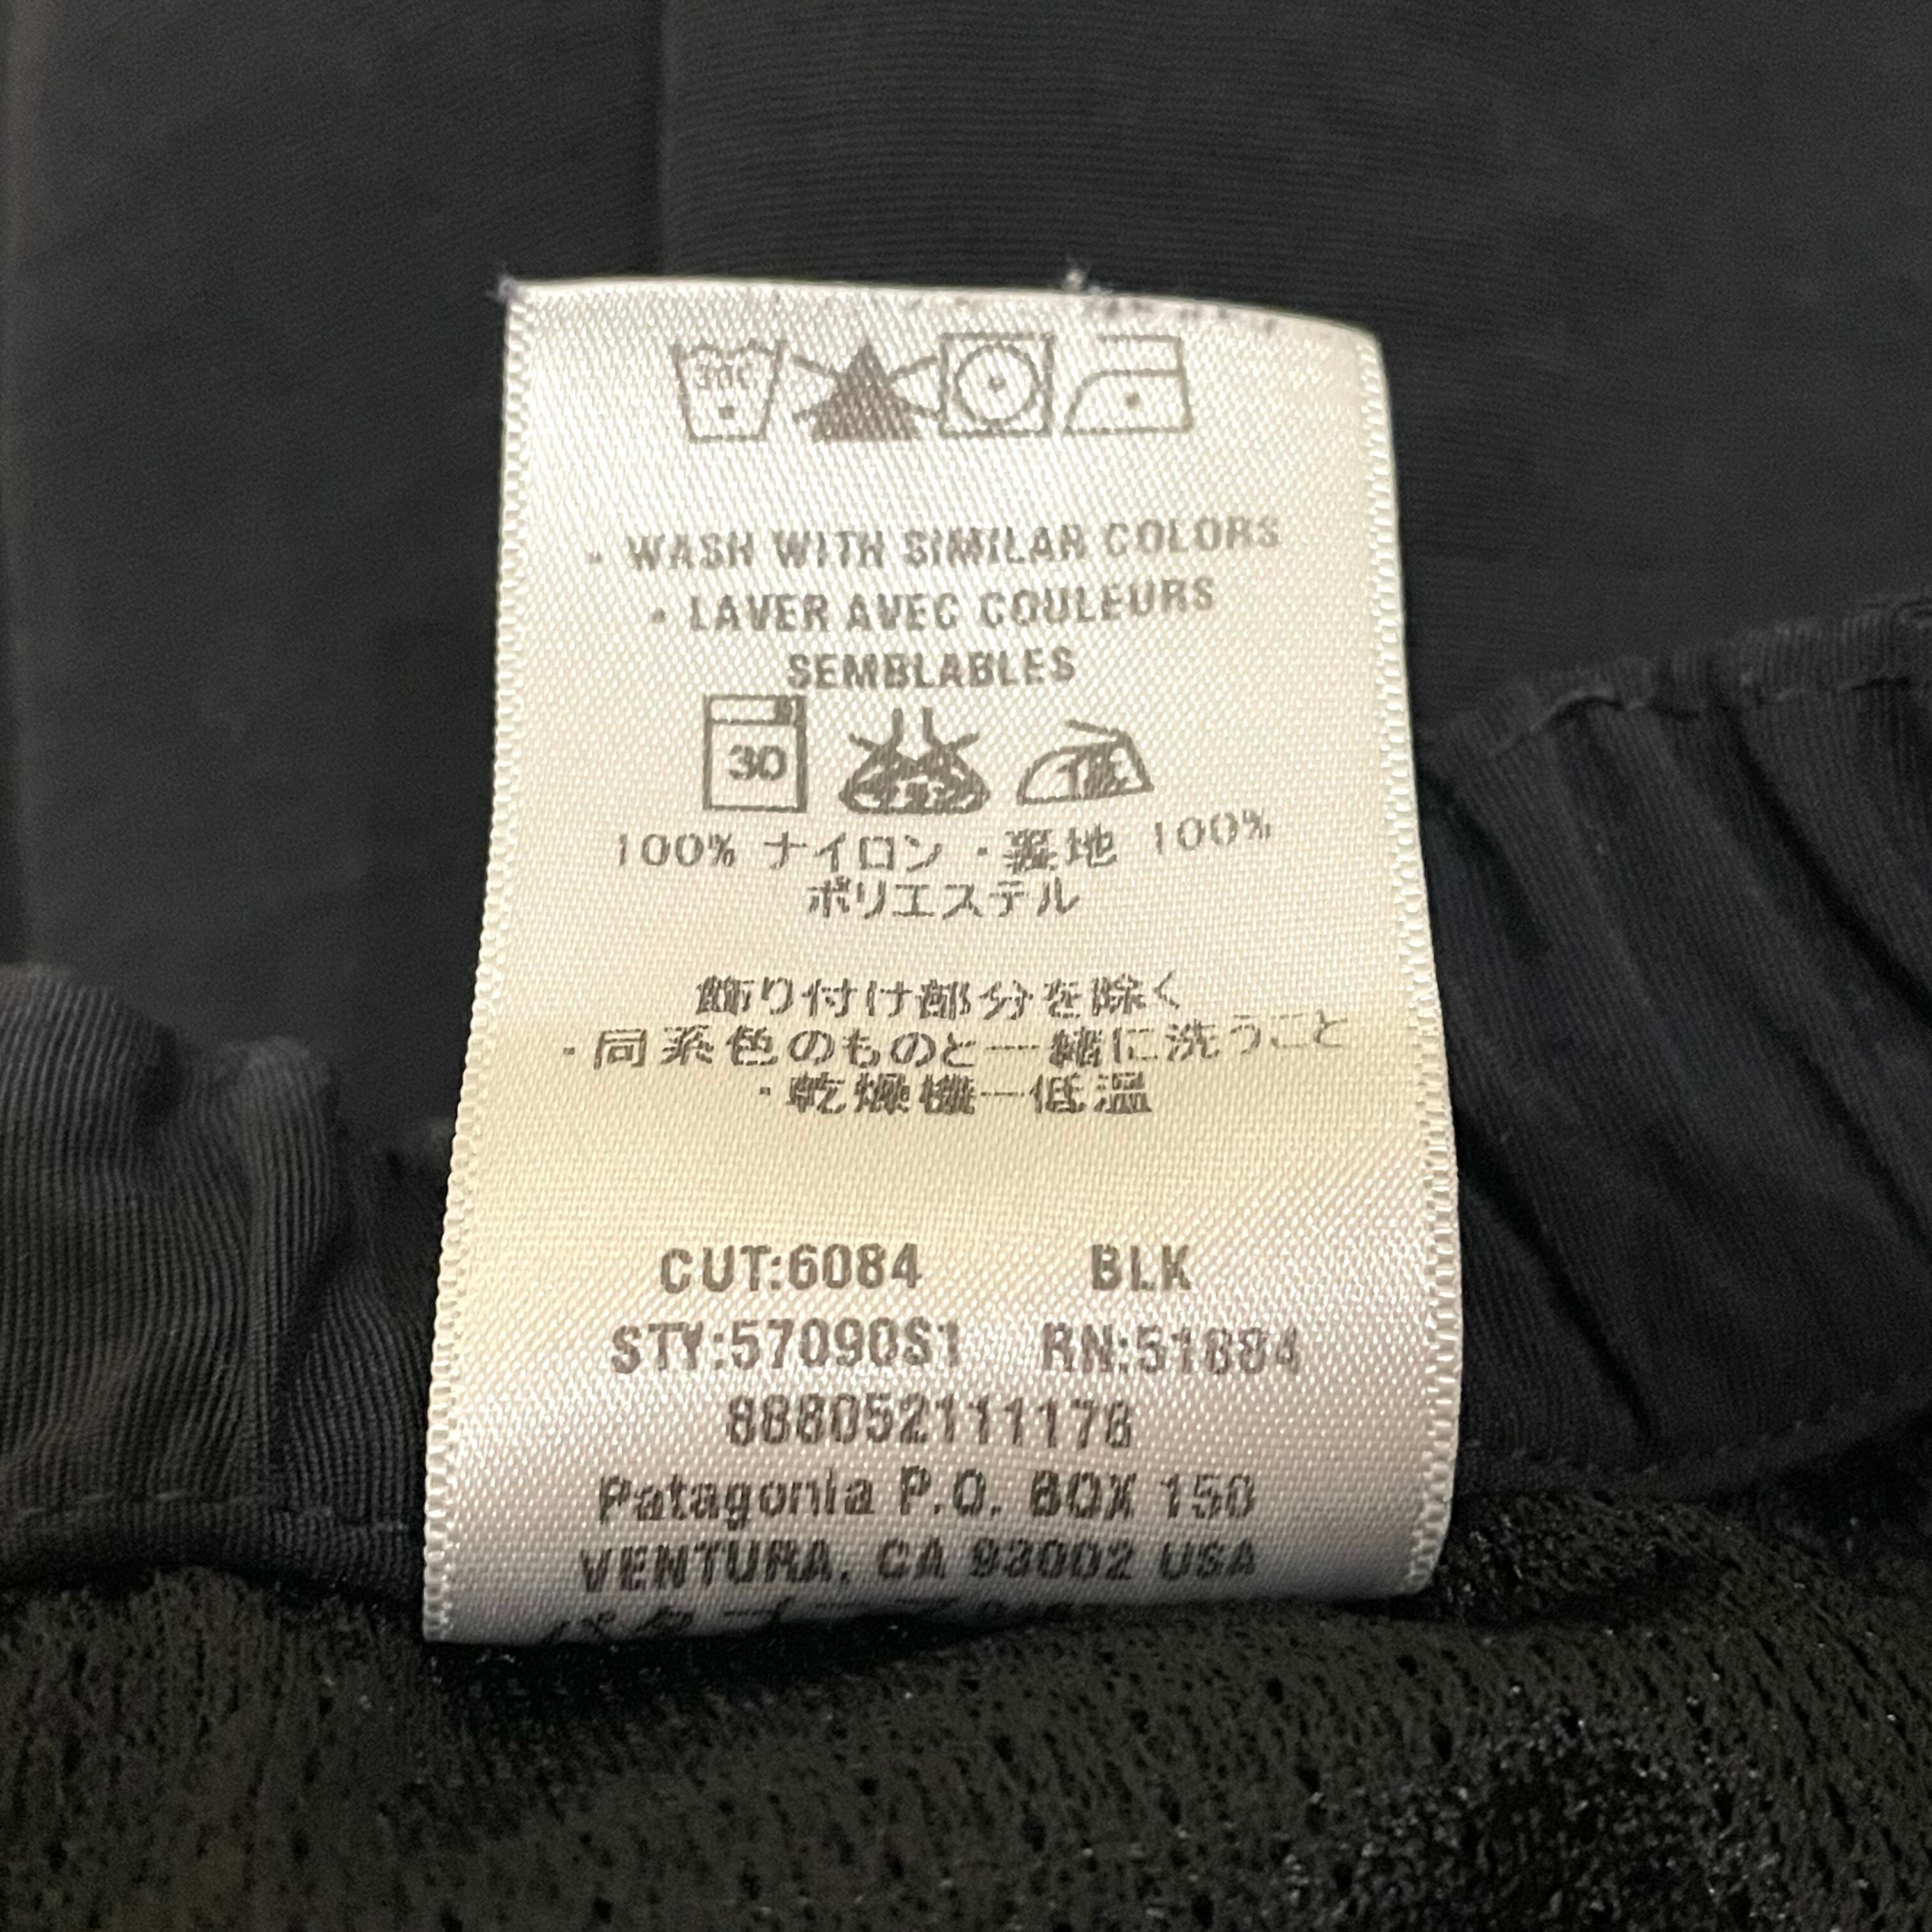 30C
· WASH WITH SIMILAR COLORS
· LAVER AVEC COULEURS
SEMBLABLES
30 低
100% ナイロン・裏地 100%
ポリエステル
飾り付け部分を除く
・同系色のものと一緒に洗うこと
・乾燥機ー低温
CUT:6084 BLK
STY:57090S1 RN:51884
888052111178
Patagonia P.O. BOX 150
VENTURA, CA 93002 USA